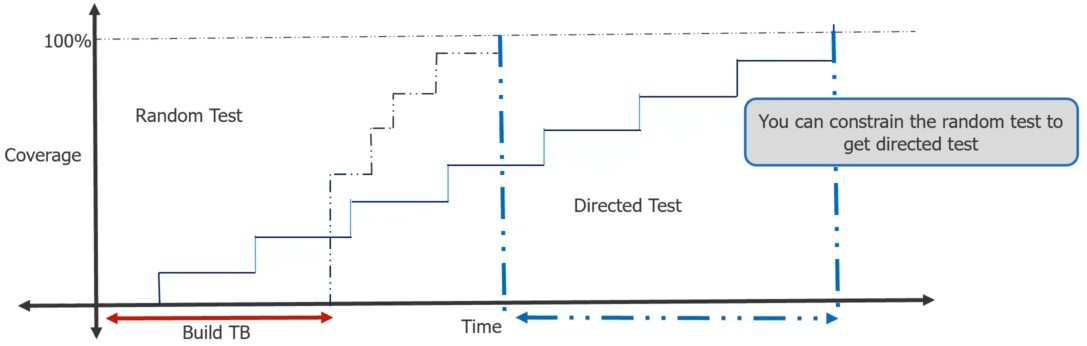 100%
Random Test
You can constrain the random test to
get directed test
Coverage
Directed Test
Build TB
Time